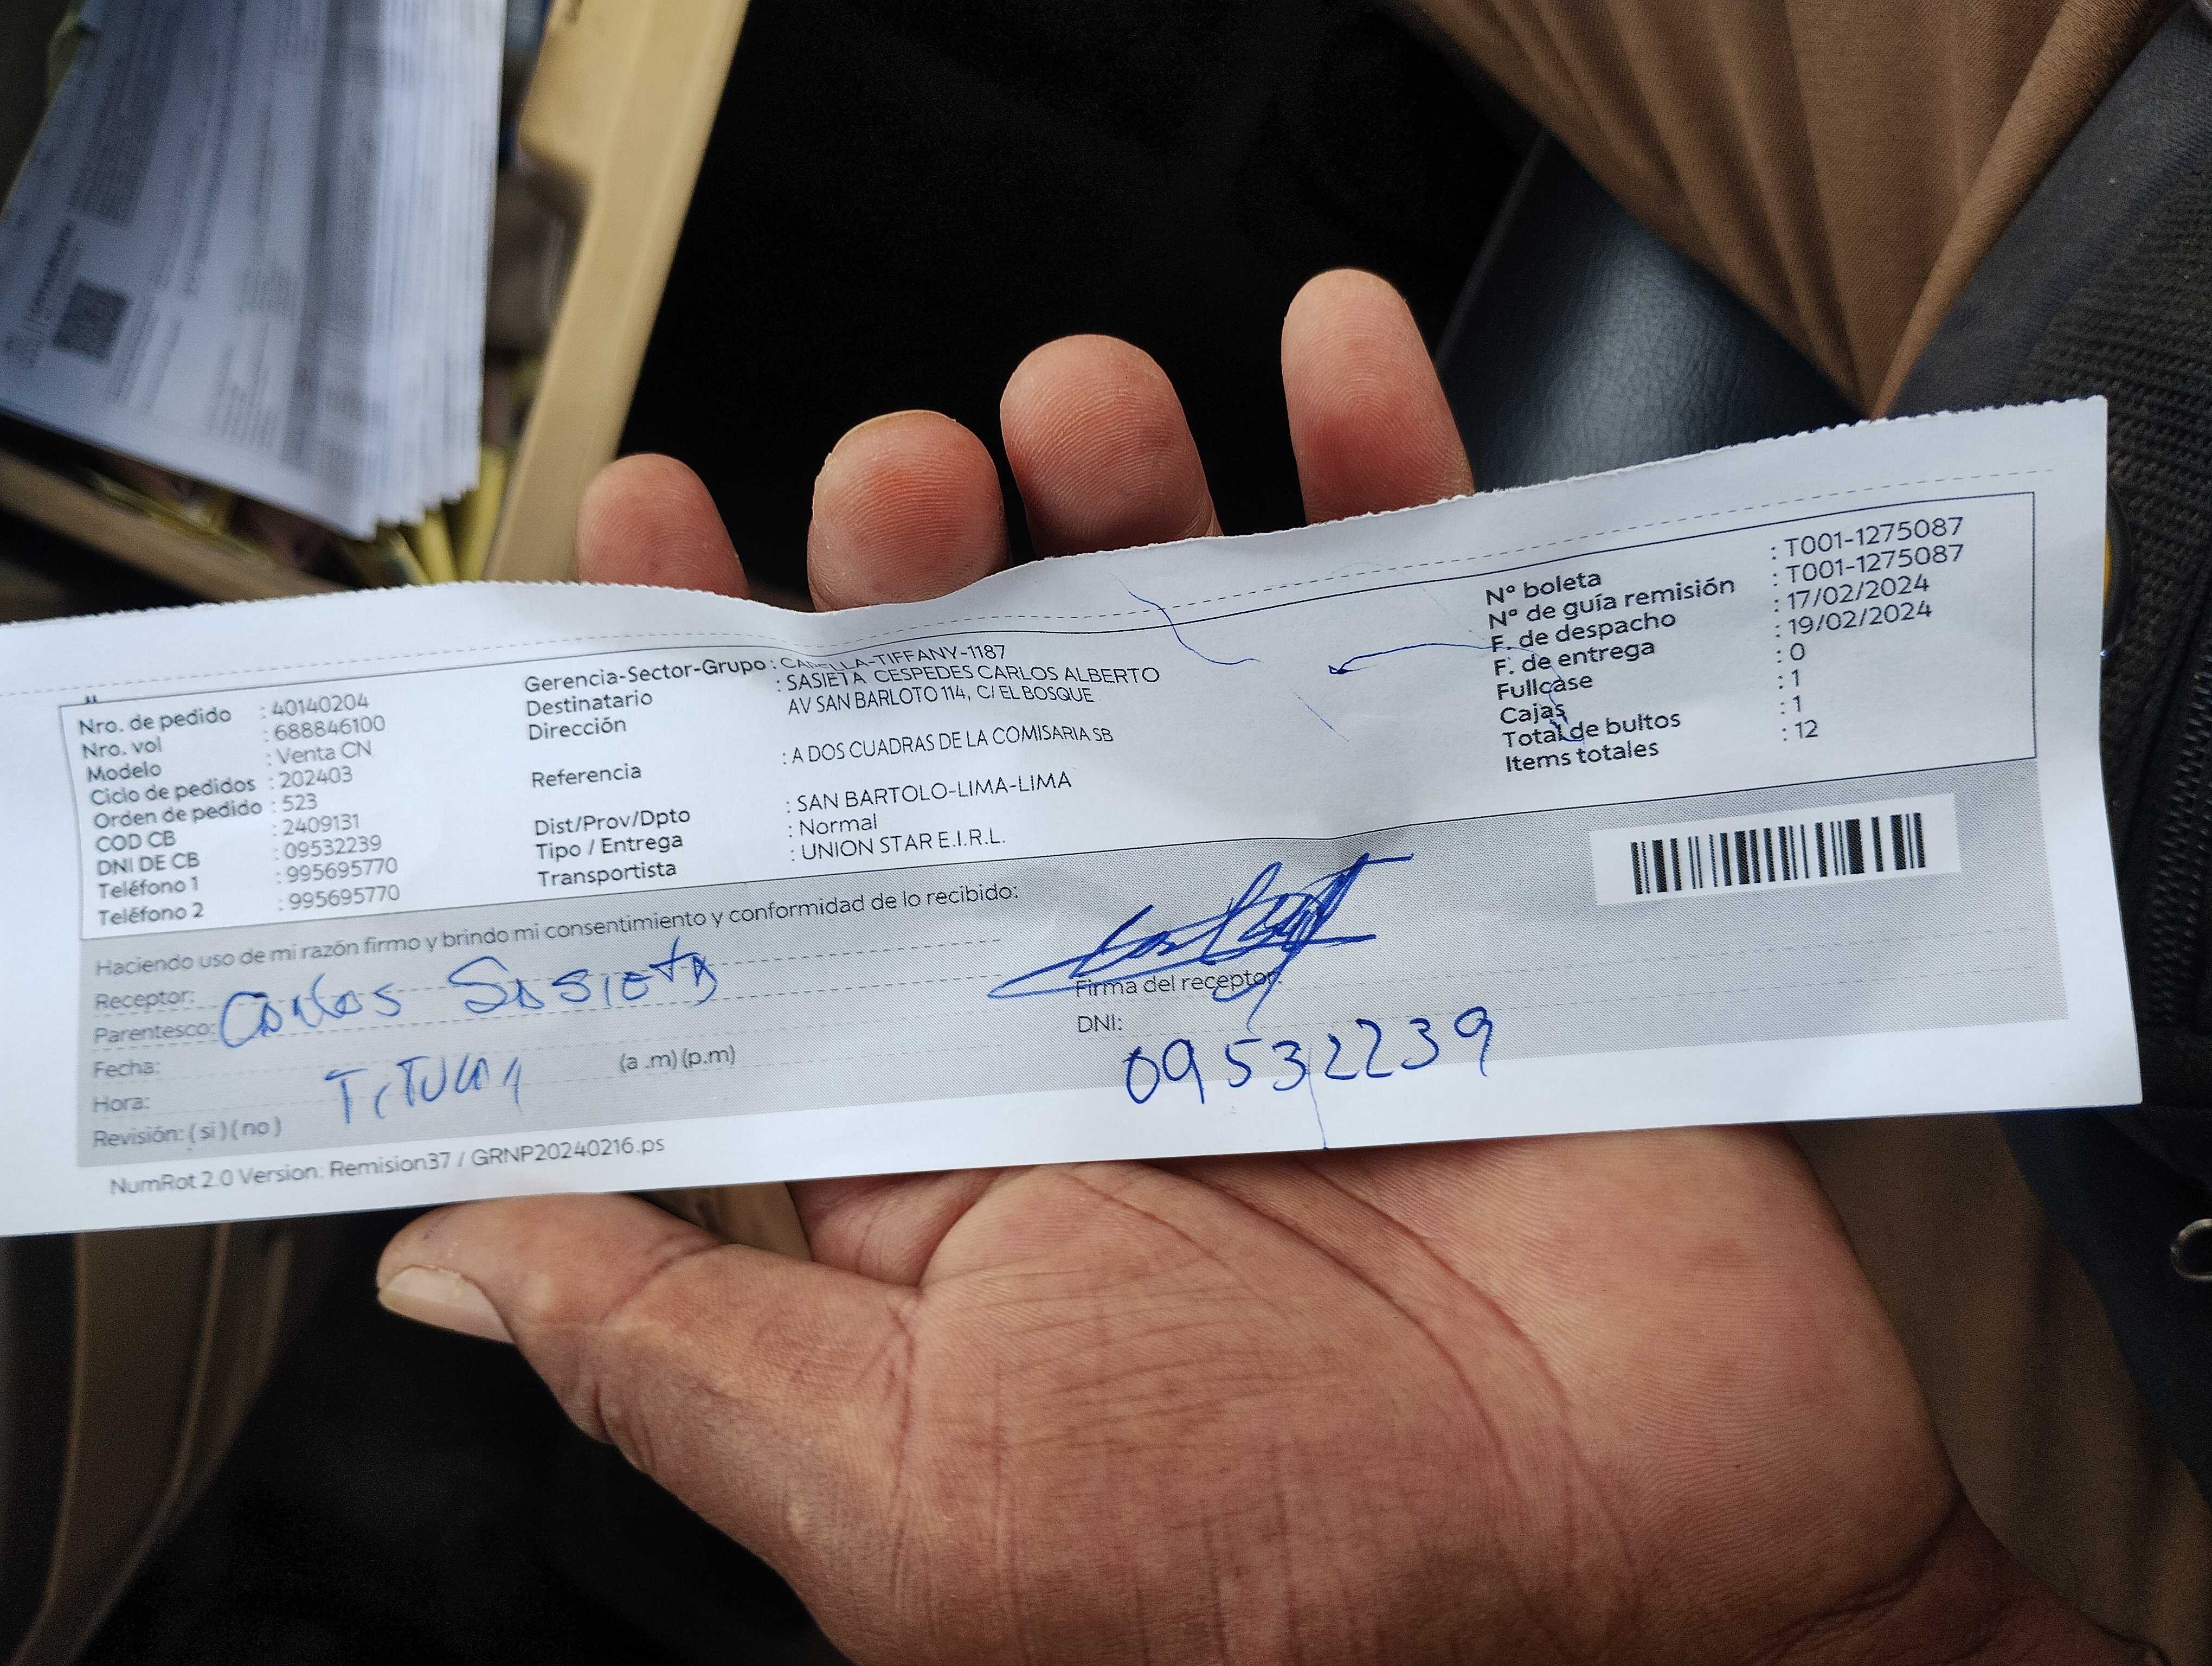 Nro. de pedido : 40140204
Nro. vol : 688846100
Modelo : Venta CN
Ciclo de pedidos : 202403
Orden de pedido : 523
COD CB : 2409131
DNI DE CB : 09532239
Teléfono 1 : 995695770
Teléfono 2 : 995695770
Gerencia-Sector-Grupo : CAPELLA-TIFFANY-1187
Destinatario : SASIETA CESPEDES CARLOS ALBERTO
Dirección AV SAN BARLOTO 114, C/ EL BOSQUE
Referencia : A DOS CUADRAS DE LA COMISARIA SB
Dist/Prov/Dpto : SAN BARTOLO-LIMA-LIMA
Tipo / Entrega : Normal
Transportista : UNION STAR E.I.R.L.
Nº boleta : T001-1275087
Nº de guía remisión : T001-1275087
F. de despacho : 17/02/2024
F. de entrega : 19/02/2024
Fullcase : 0
Cajas : 1
Total de bultos : 1
Items totales : 12
Haciendo uso de mi razón firmo y brindo mi consentimiento y conformidad de lo recibido:
Receptor: Carlos Sasieta
Parentesco:
Fecha:
Hora: (a .m) (p.m)
Revisión: ( si ) ( no )
Firma del receptor:
DNI:
09532239
NumRot 2.0 Version: Remision37 / GRNP20240216.ps